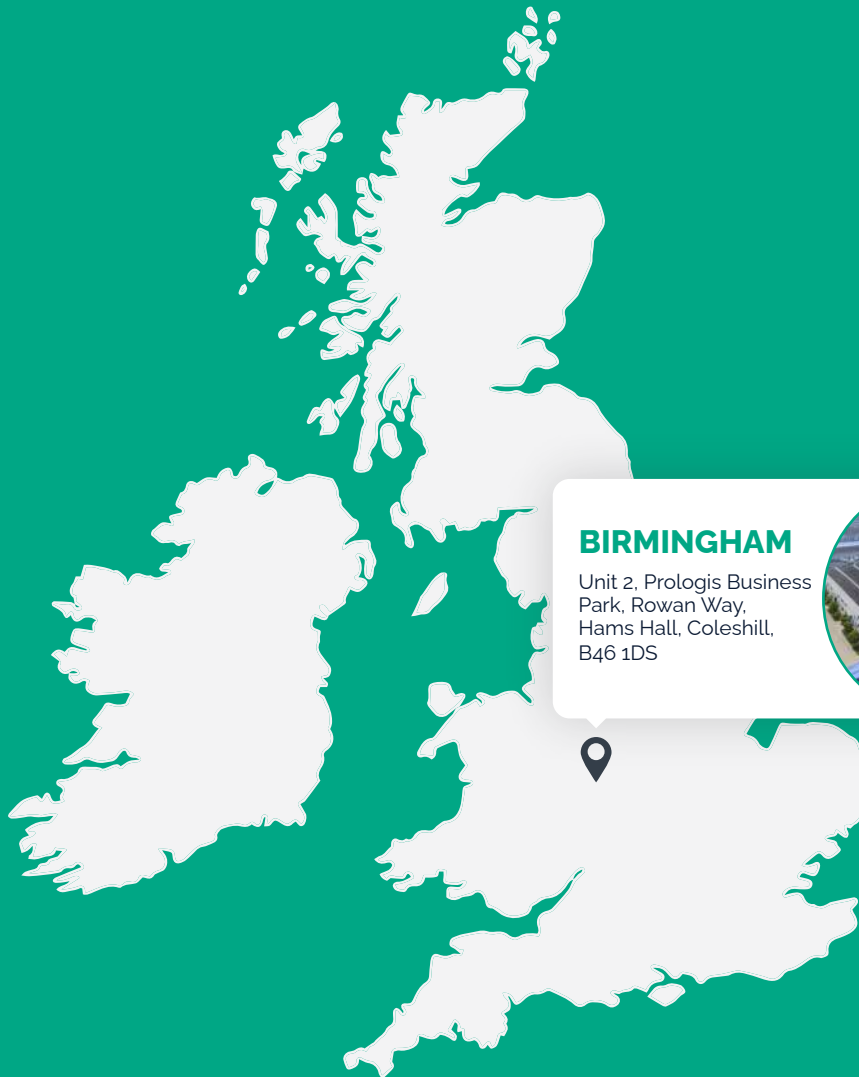 BIRMINGHAM
Unit 2, Prologis Business
Park, Rowan Way,
Hams Hall, Coleshill,
B46 1DS